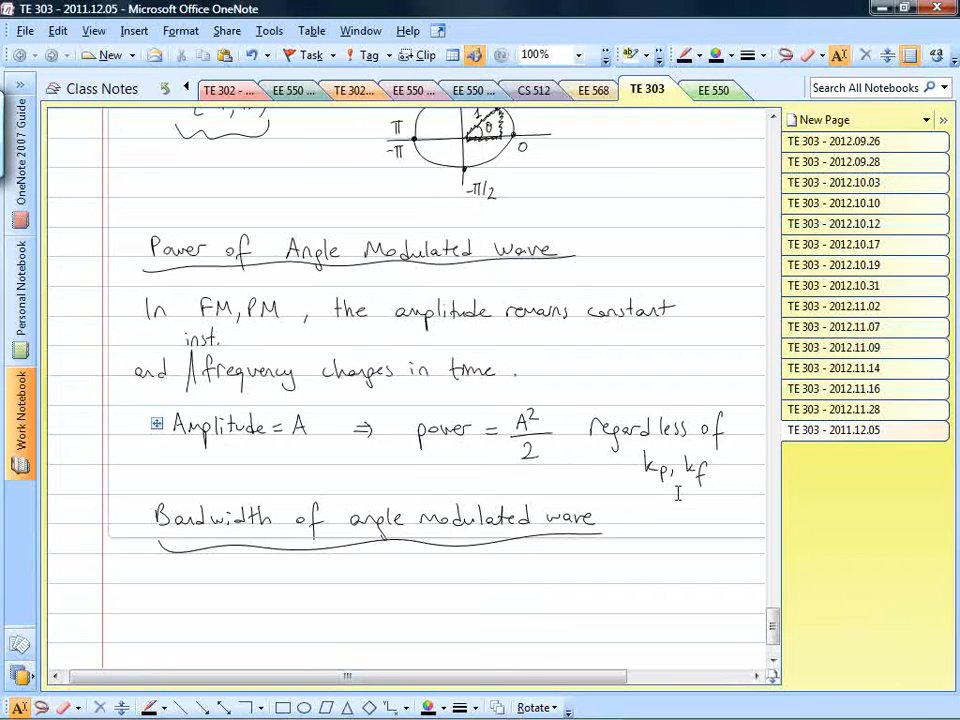 TE 303 - 2011.12.05 - Microsoft Office OneNote
File Edit View Insert Format Share Tools Table Window Help
New Task Tag Clip 100%
Class Notes TE 302 - ... EE 550 ... TE 302... EE 550 ... EE 550 ... CS 512 EE 568 TE 303 EE 550 Search All Notebooks
OneNote 2007 Guide
Personal Notebook
Work Notebook
New Page
TE 303 - 2012.09.26
TE 303 - 2012.09.28
TE 303 - 2012.10.03
TE 303 - 2012.10.10
TE 303 - 2012.10.12
TE 303 - 2012.10.17
TE 303 - 2012.10.19
TE 303 - 2012.10.31
TE 303 - 2012.11.02
TE 303 - 2012.11.07
TE 303 - 2012.11.09
TE 303 - 2012.11.14
TE 303 - 2012.11.16
TE 303 - 2012.11.28
TE 303 - 2011.12.05
1
θ
π
-π
0
-π/2
Power of Angle Modulated wave
In FM, PM, the amplitude remains constant
inst.
and frequency changes in time.
Amplitude = A ⇒ power = A²/2 regardless of
kp, kf
Bandwidth of angle modulated wave
Rotate